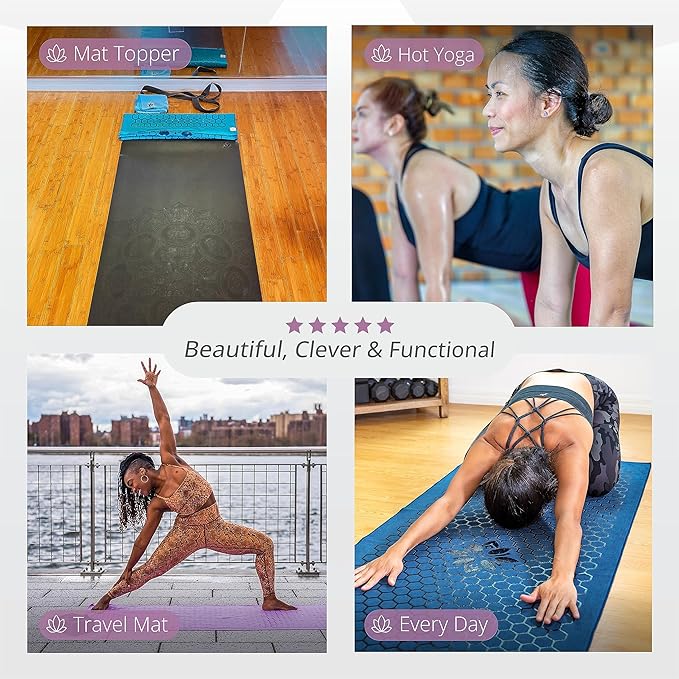 Mat Topper
Hot Yoga
Beautiful, Clever & Functional
Travel Mat
Every Day